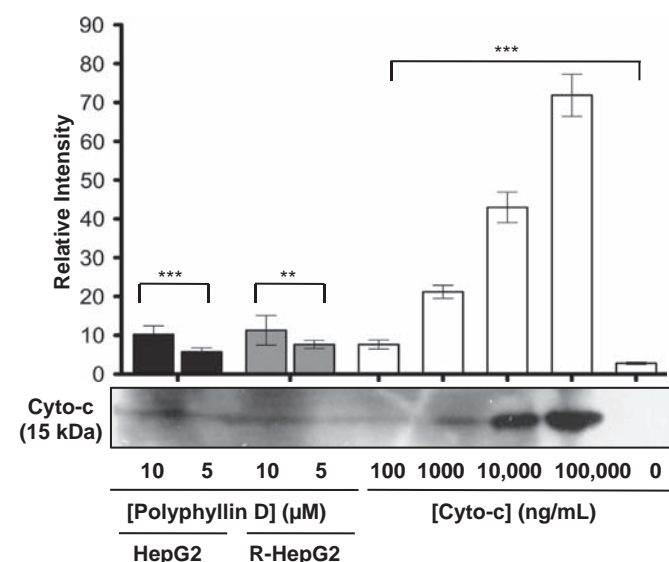 90
80
70
60
50
40
30
20
10
0
Relative Intensity
***
**
***
Cyto-c
(15 kDa)
10 5 10 5 100 1000 10,000 100,000 0
[Polyphyllin D] (µM) [Cyto-c] (ng/mL)
HepG2 R-HepG2